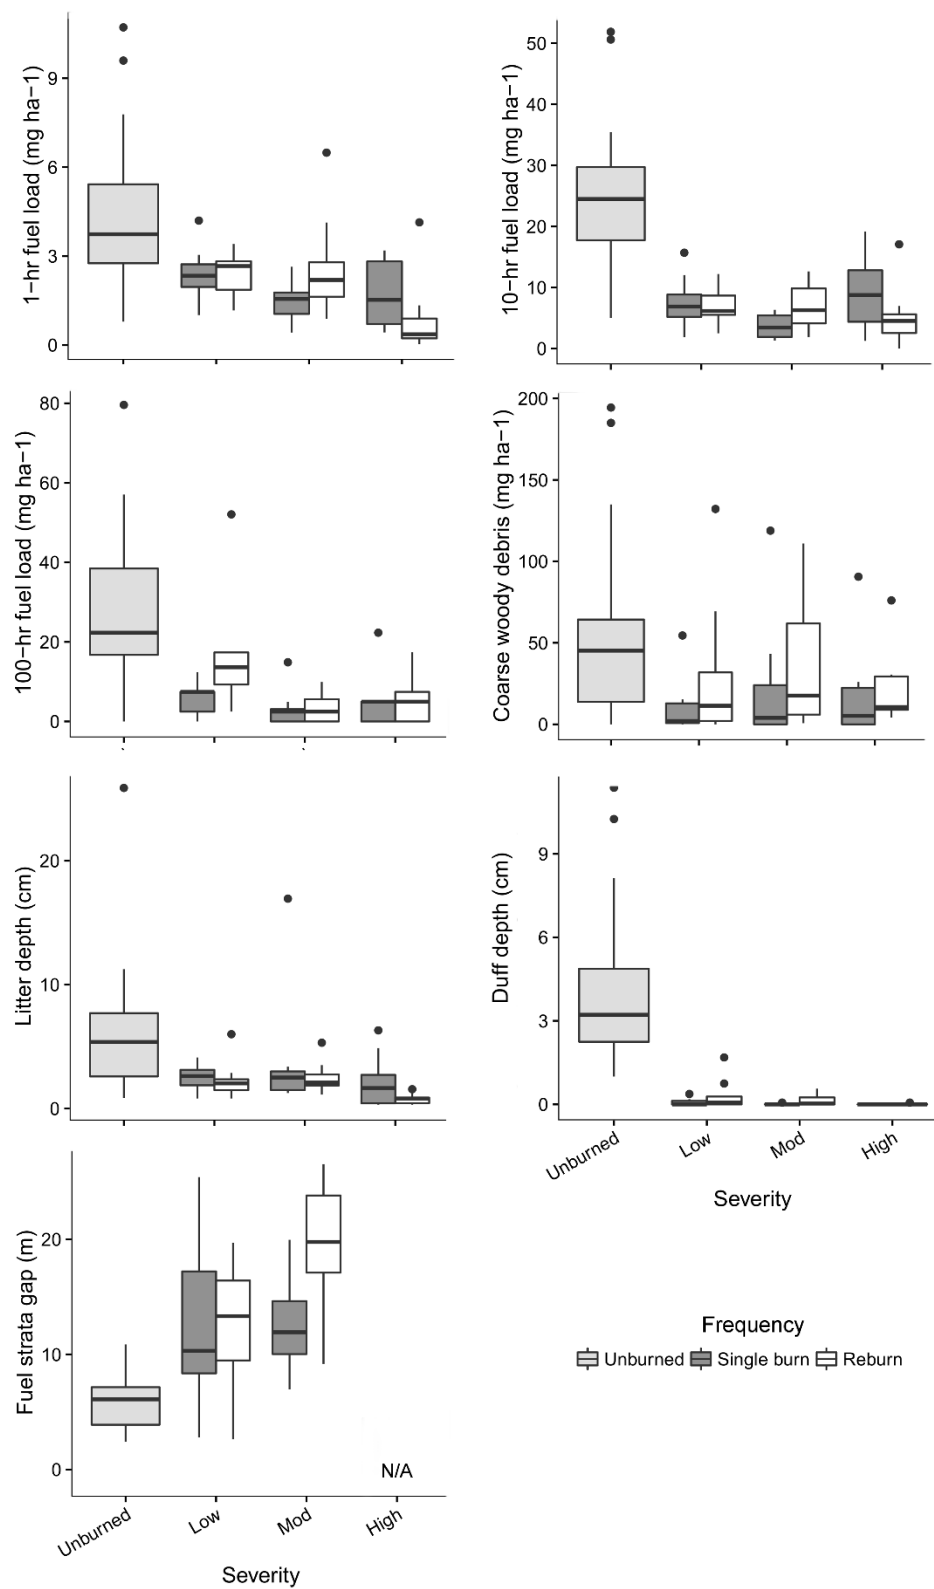 1−hr fuel load (mg ha−1)
9
6
3
0
10−hr fuel load (mg ha−1)
50
40
30
20
10
0
100−hr fuel load (mg ha−1)
80
60
40
20
0
Coarse woody debris (mg ha−1)
200
150
100
50
0
Litter depth (cm)
20
10
0
Duff depth (cm)
9
6
3
0
Unburned
Low
Mod
High
Severity
Fuel strata gap (m)
20
10
0
N/A
Unburned
Low
Mod
High
Severity
Frequency
Unburned Single burn Reburn